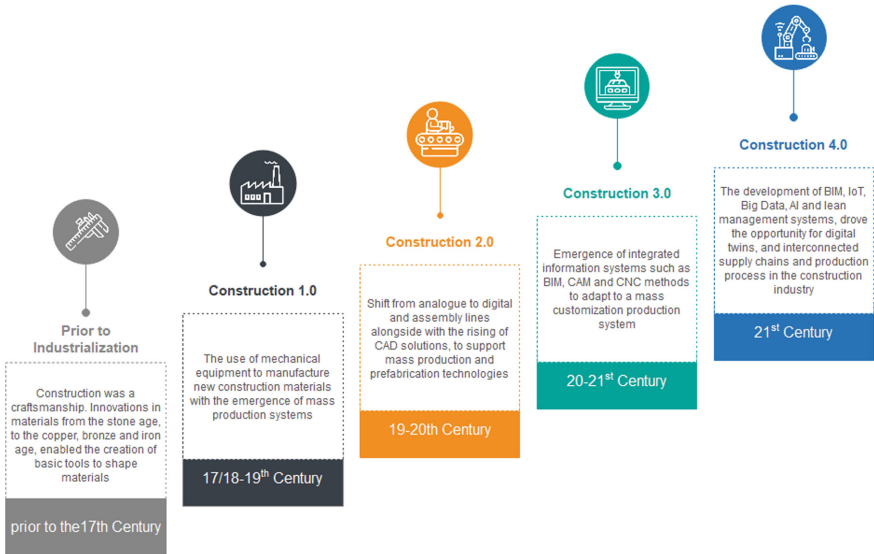 Prior to
Industrialization
Construction was a
craftsmanship. Innovations in
materials from the stone age,
to the copper, bronze and iron
age, enabled the creation of
basic tools to shape
materials
prior to the17th Century
Construction 1.0
The use of mechanical
equipment to manufacture
new construction materials
with the emergence of mass
production systems
17/18-19th Century
Construction 2.0
Shift from analogue to digital
and assembly lines
alongside with the rising of
CAD solutions, to support
mass production and
prefabrication technologies
19-20th Century
Construction 3.0
Emergence of integrated
information systems such as
BIM, CAM and CNC methods
to adapt to a mass
customization production
system
20-21st Century
Construction 4.0
The development of BIM, IoT,
Big Data, AI and lean
management systems, drove
the opportunity for digital
twins, and interconnected
supply chains and production
process in the construction
industry
21st Century